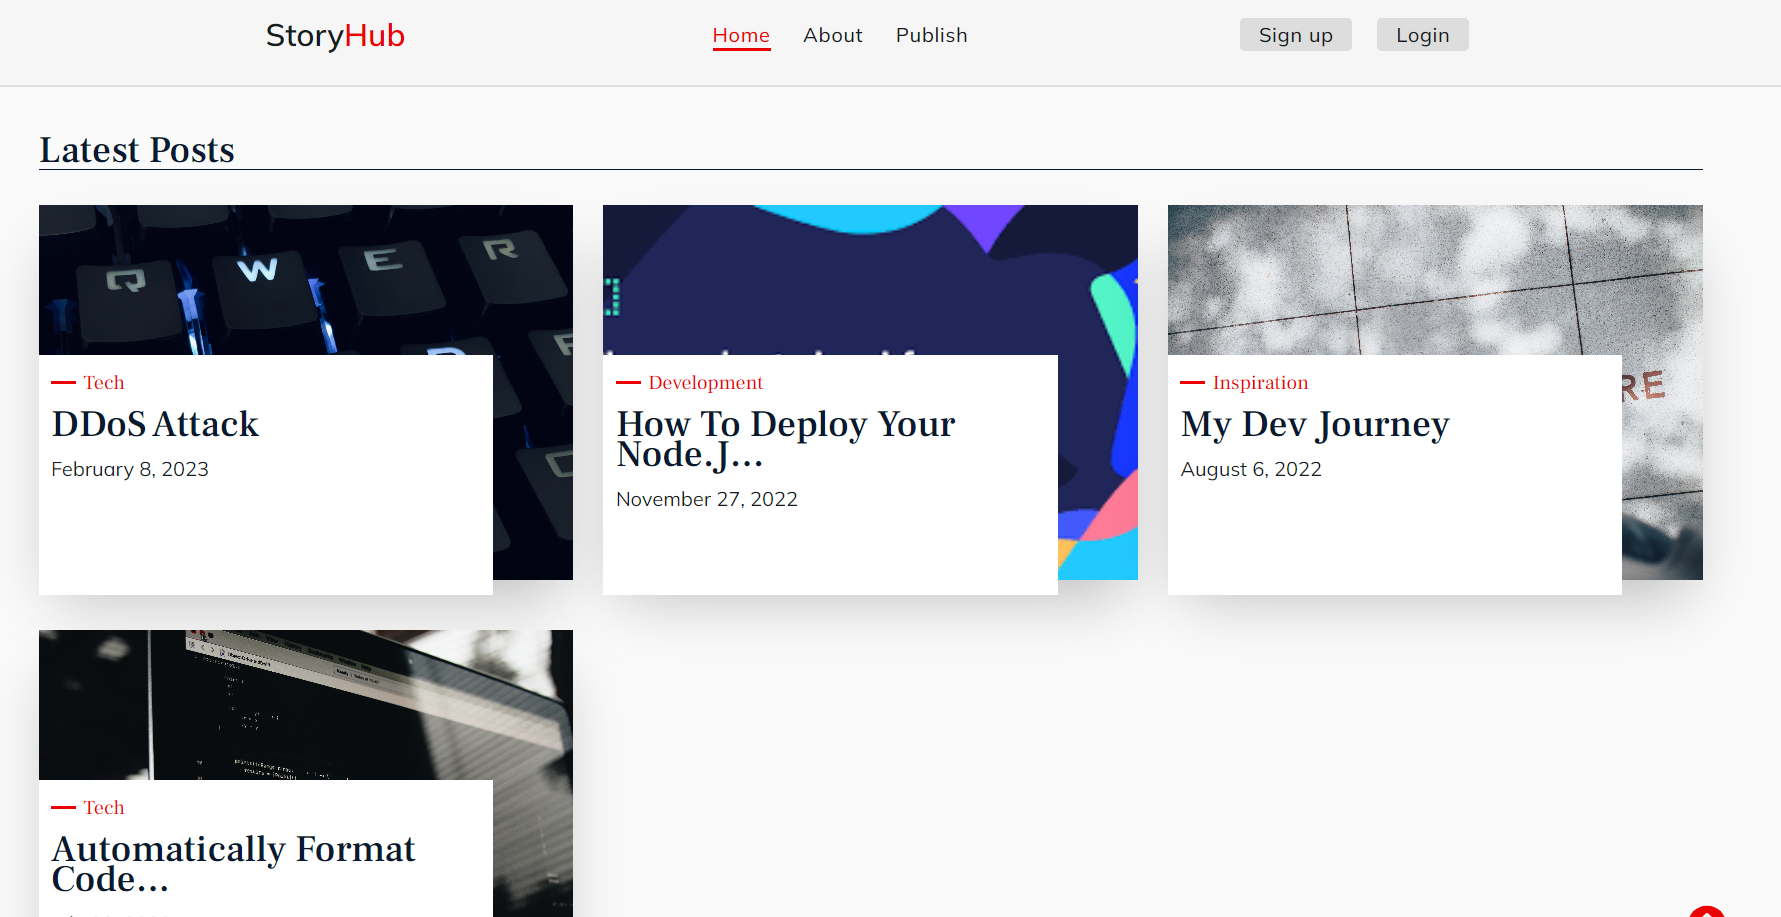 StoryHub
Home About Publish
Sign up Login
Latest Posts
Q W E R
Tech
DDoS Attack
February 8, 2023
Development
How To Deploy Your
Node.J...
November 27, 2022
RE
Inspiration
My Dev Journey
August 6, 2022
Tech
Automatically Format
Code...